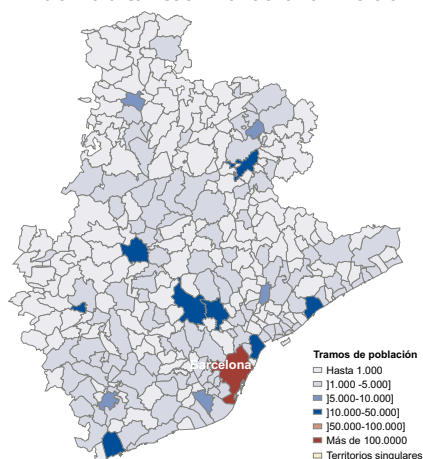 Barcelona
Tramos de población
Hasta 1.000
]1.000 -5.000]
]5.000-10.000]
]10.000-50.000]
]50.000-100.000]
Más de 100.0000
Territorios singulares